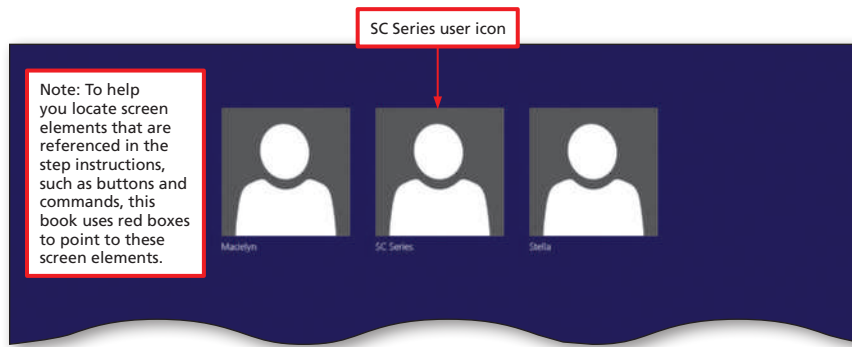 SC Series user icon
Note: To help
you locate screen
elements that are
referenced in the
step instructions,
such as buttons and
commands, this
book uses red boxes
to point to these
screen elements.
Macielyn
SC Series
Stella